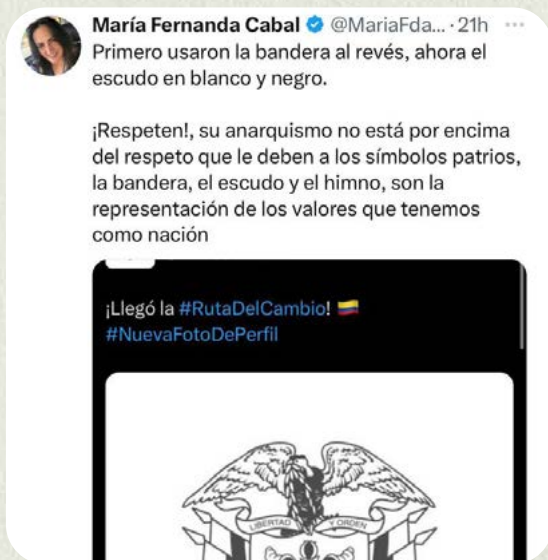 María Fernanda Cabal @MariaFda... · 21h
Primero usaron la bandera al revés, ahora el
escudo en blanco y negro.
¡Respeten!, su anarquismo no está por encima
del respeto que le deben a los símbolos patrios,
la bandera, el escudo y el himno, son la
representación de los valores que tenemos
como nación
¡Llegó la #RutaDelCambio! 🇨🇴
#NuevaFotoDePerfil
LIBERTAD Y ORDEN